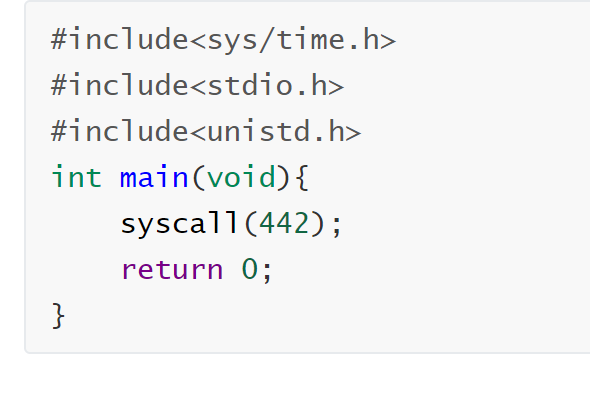 #include<sys/time.h>
#include<stdio.h>
#include<unistd.h>
int main(void){
    syscall(442);
    return 0;
}